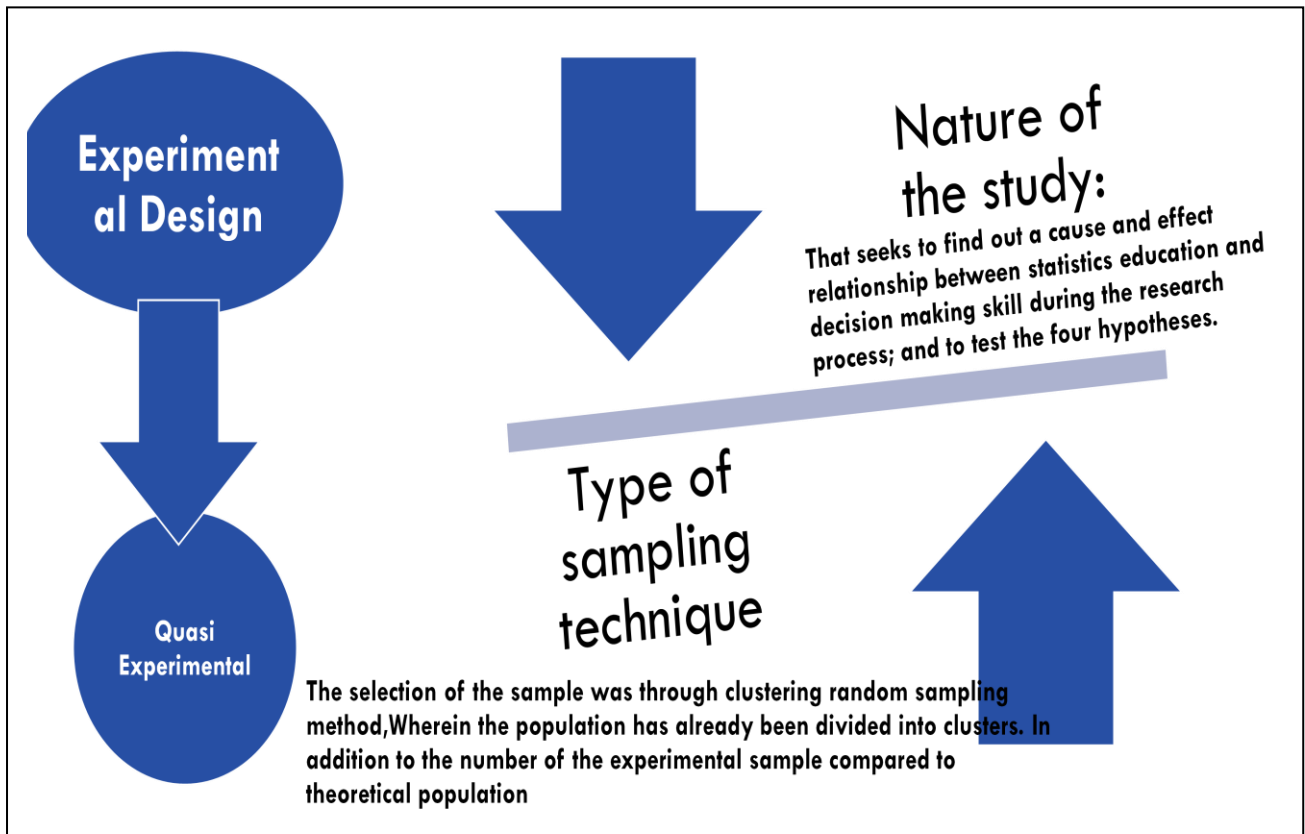 Experiment
al Design
Quasi
Experimental
Nature of
the study:
That seeks to find out a cause and effect
relationship between statistics education and
decision making skill during the research
process; and to test the four hypotheses.
Type of
sampling
technique
The selection of the sample was through clustering random sampling
method,Wherein the population has already been divided into clusters. In
addition to the number of the experimental sample compared to
theoretical population